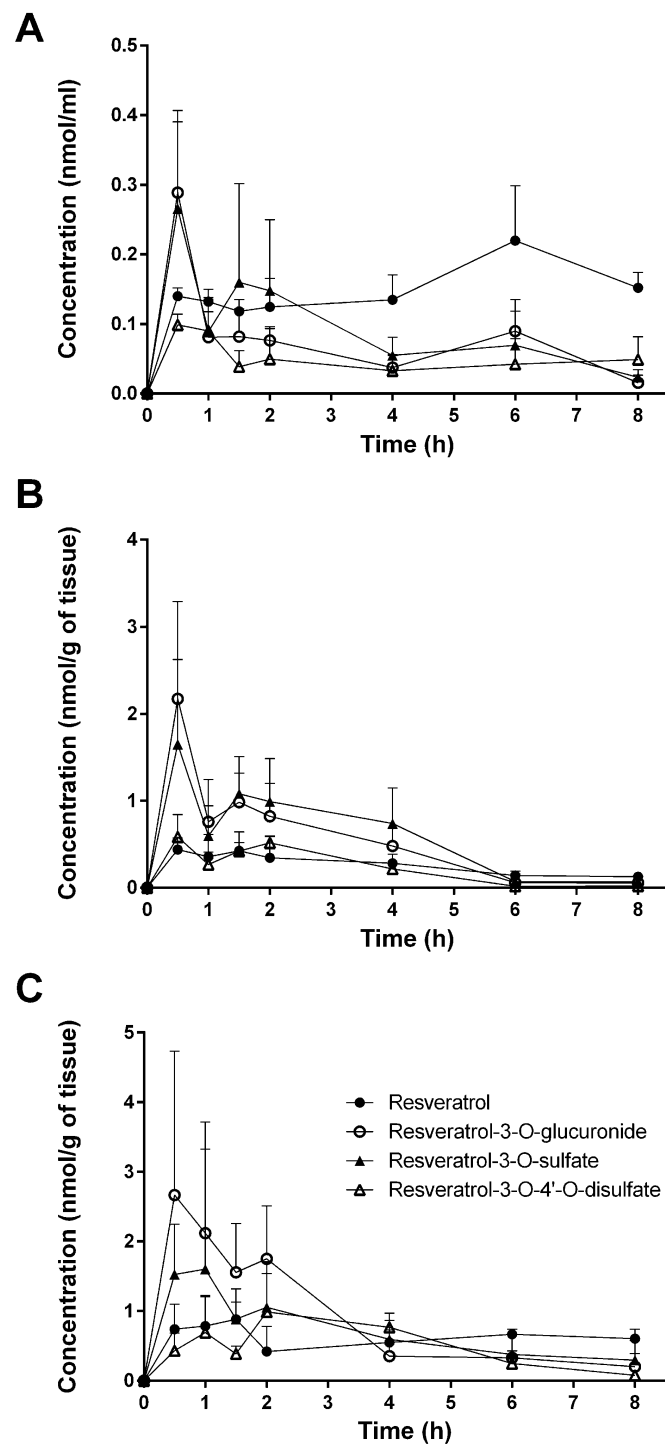 A
Concentration (nmol/ml)
0.5
0.4
0.3
0.2
0.1
0.0
0 1 2 3 4 5 6 7 8
Time (h)
B
Concentration (nmol/g of tissue)
4
3
2
1
0
0 1 2 3 4 5 6 7 8
Time (h)
C
Concentration (nmol/g of tissue)
5
4
3
2
1
0
Resveratrol
Resveratrol-3-O-glucuronide
Resveratrol-3-O-sulfate
Resveratrol-3-O-4'-O-disulfate
0 1 2 3 4 5 6 7 8
Time (h)